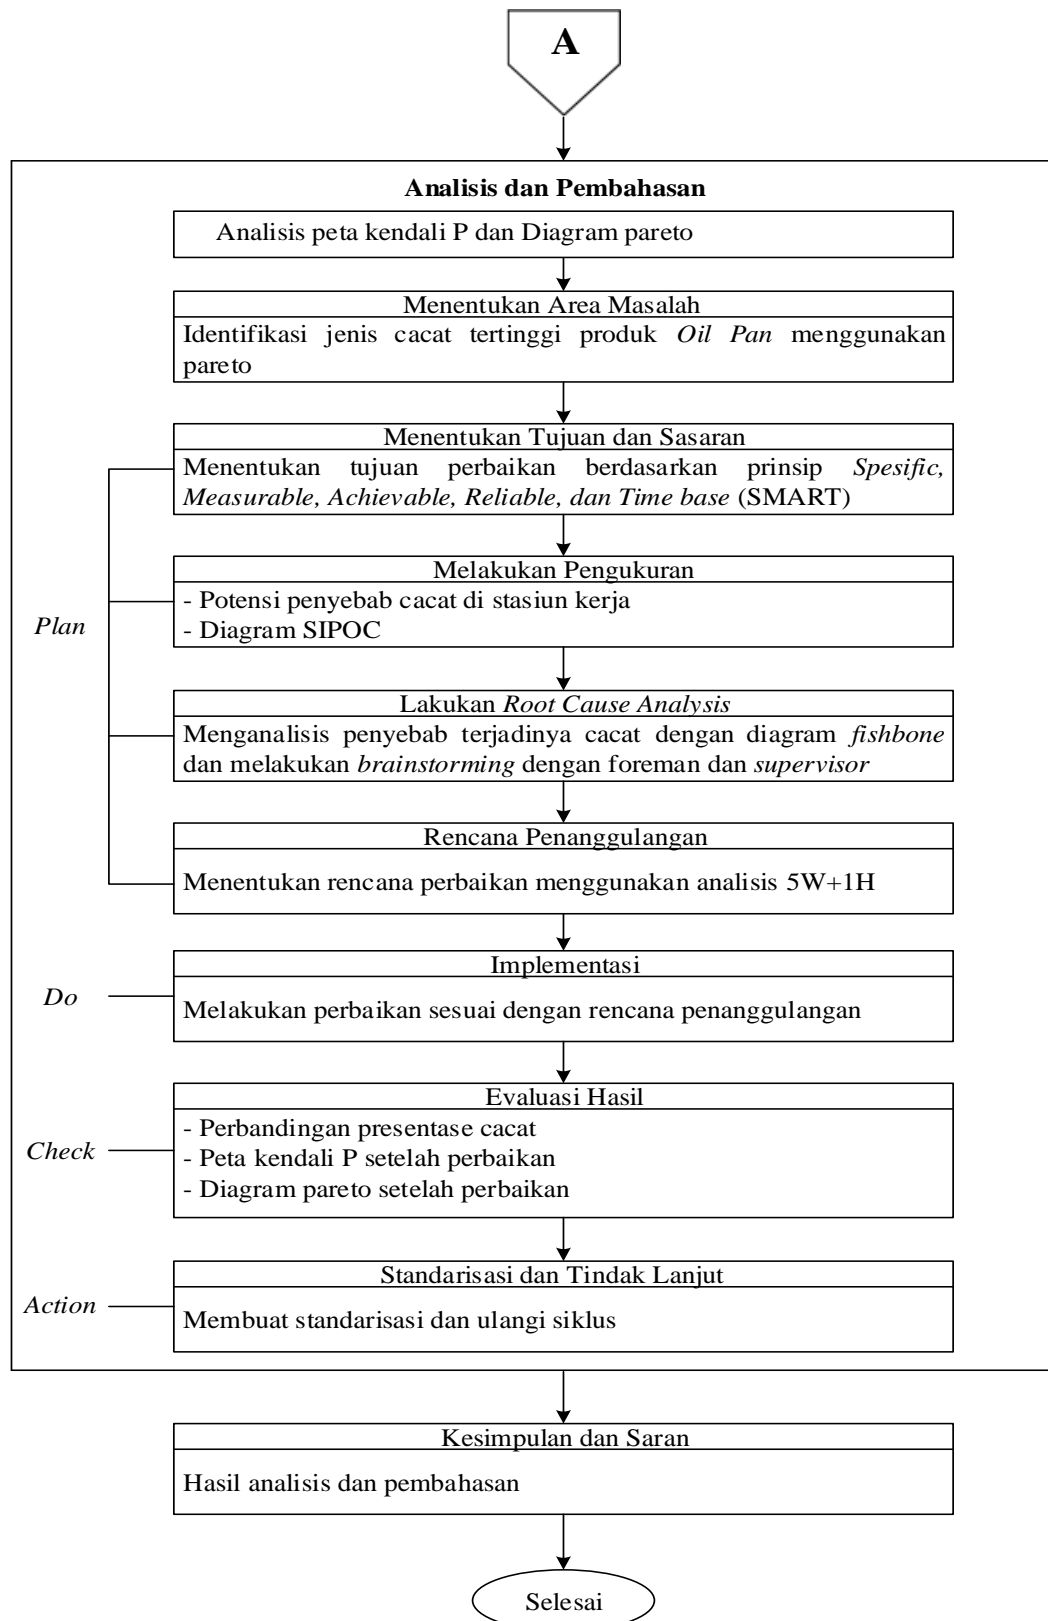 A
Analisis dan Pembahasan
Analisis peta kendali P dan Diagram pareto
Menentukan Area Masalah
Identifikasi jenis cacat tertinggi produk Oil Pan menggunakan
pareto
Menentukan Tujuan dan Sasaran
Menentukan tujuan perbaikan berdasarkan prinsip Spesific,
Measurable, Achievable, Reliable, dan Time base (SMART)
Melakukan Pengukuran
- Potensi penyebab cacat di stasiun kerja
- Diagram SIPOC
Plan
Lakukan Root Cause Analysis
Menganalisis penyebab terjadinya cacat dengan diagram fishbone
dan melakukan brainstorming dengan foreman dan supervisor
Rencana Penanggulangan
Menentukan rencana perbaikan menggunakan analisis 5W+1H
Implementasi
Do
Melakukan perbaikan sesuai dengan rencana penanggulangan
Evaluasi Hasil
- Perbandingan presentase cacat
Check
- Peta kendali P setelah perbaikan
- Diagram pareto setelah perbaikan
Standarisasi dan Tindak Lanjut
Action
Membuat standarisasi dan ulangi siklus
Kesimpulan dan Saran
Hasil analisis dan pembahasan
Selesai